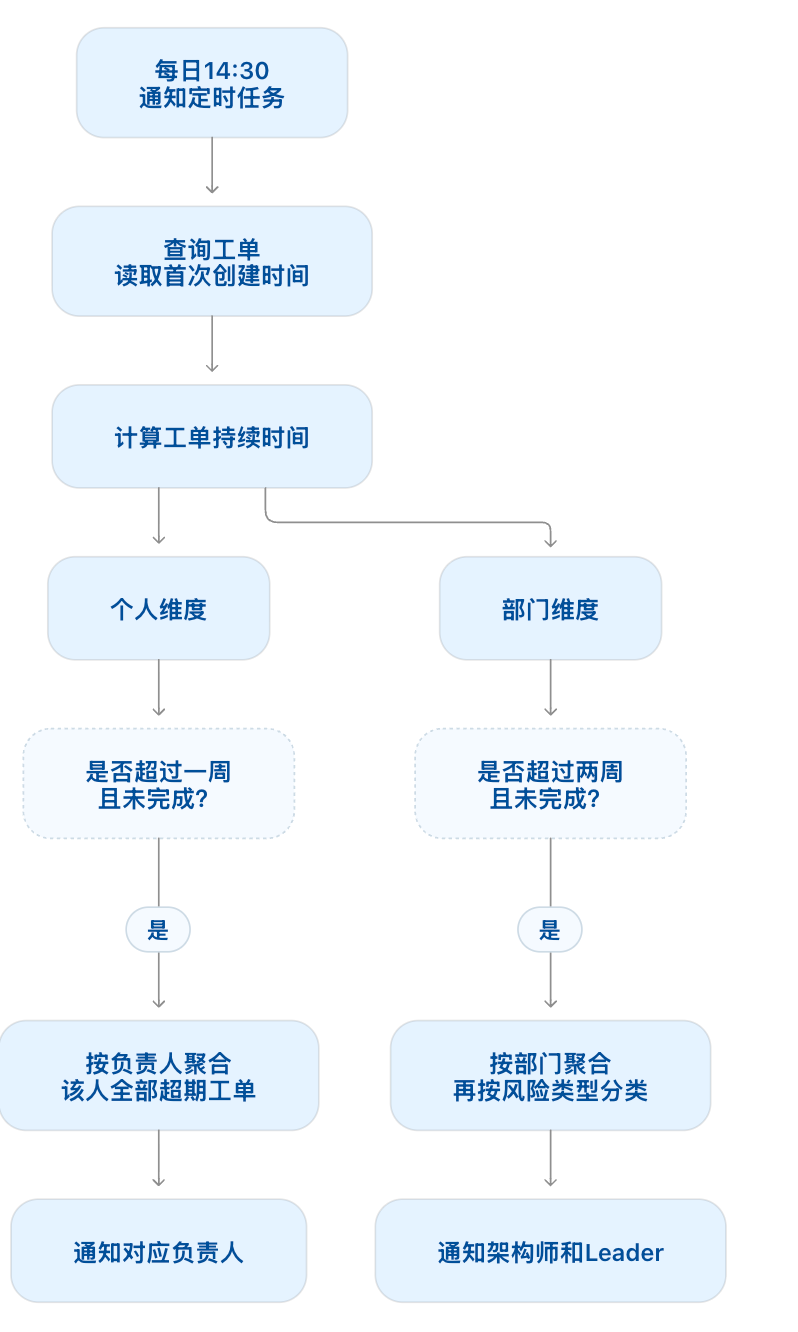 每日14:30
通知定时任务
查询工单
读取首次创建时间
计算工单持续时间
个人维度
部门维度
是否超过一周
且未完成?
是否超过两周
且未完成?
是
是
按负责人聚合
该人全部超期工单
按部门聚合
再按风险类型分类
通知对应负责人
通知架构师和Leader